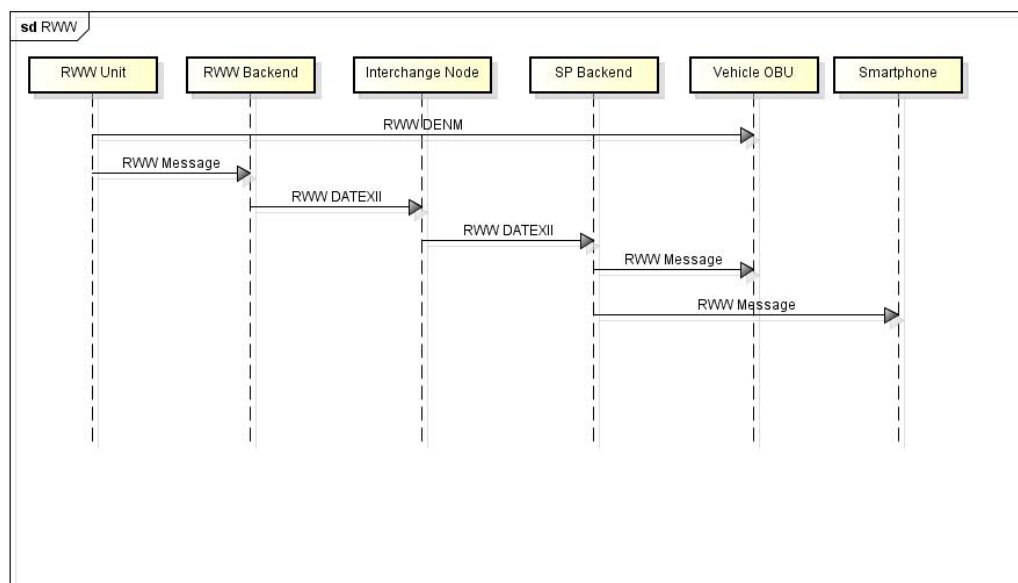 sd RWW
RWW Unit
RWW Backend
Interchange Node
SP Backend
Vehicle OBU
Smartphone
RWW DENM
RWW Message
RWW DATEXII
RWW DATEXII
RWW Message
RWW Message